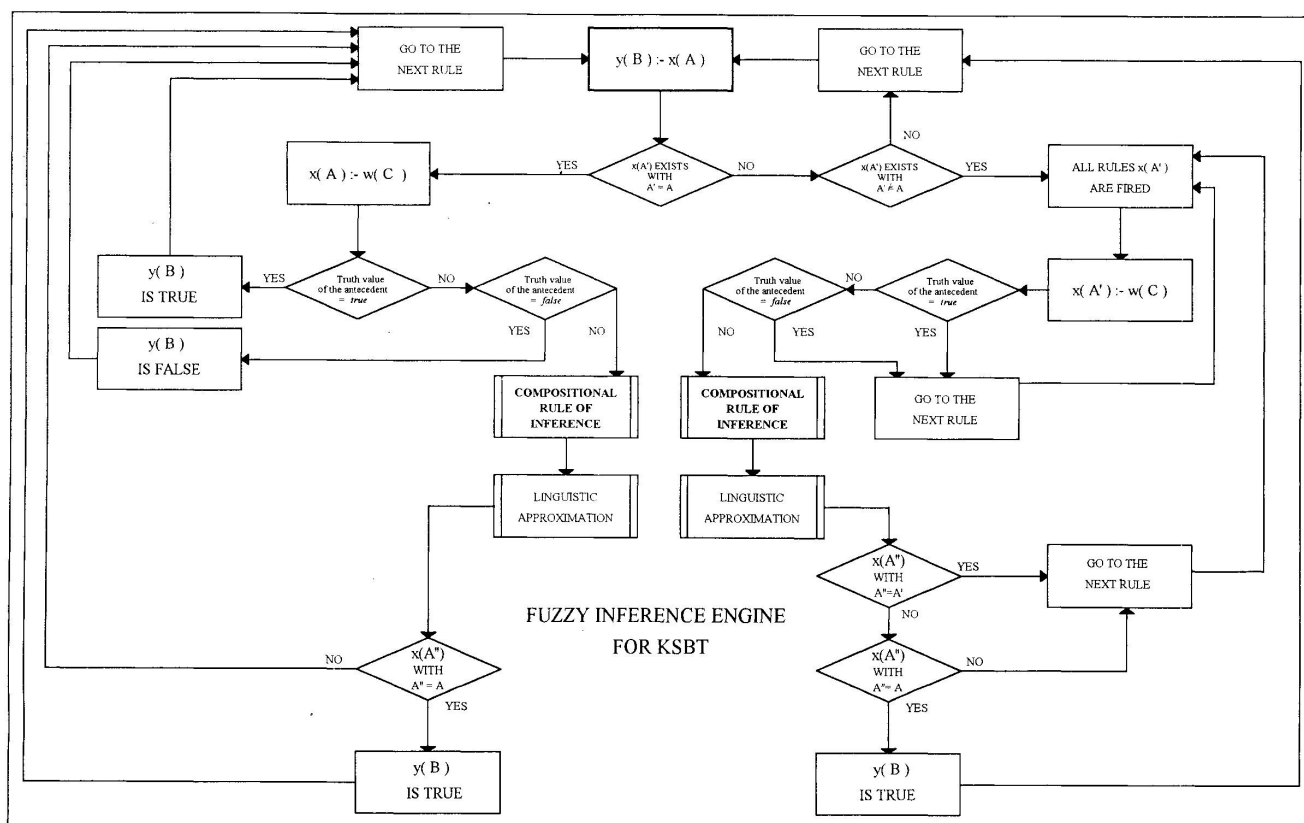 GO TO THE
NEXT RULE
y( B ) :- x( A )
GO TO THE
NEXT RULE
NO
x( A ) :- w( C )
YES
x(A') EXISTS
WITH
A' = A
NO
x(A') EXISTS
WITH
A' ≠ A
YES
ALL RULES x( A' )
ARE FIRED
y( B )
IS TRUE
YES
Truth value
of the antecedent
= true
NO
Truth value
of the antecedent
= false
YES
NO
Truth value
of the antecedent
= false
NO
Truth value
of the antecedent
= true
x( A' ) :- w( C )
NO
YES
YES
y( B )
IS FALSE
COMPOSITIONAL
RULE OF
INFERENCE
COMPOSITIONAL
RULE OF
INFERENCE
GO TO THE
NEXT RULE
LINGUISTIC
APPROXIMATION
LINGUISTIC
APPROXIMATION
x(A")
WITH
A"=A'
YES
GO TO THE
NEXT RULE
NO
FUZZY INFERENCE ENGINE
FOR KSBT
NO
x(A")
WITH
A" = A
YES
x(A")
WITH
A"= A
NO
YES
y( B )
IS TRUE
y( B )
IS TRUE